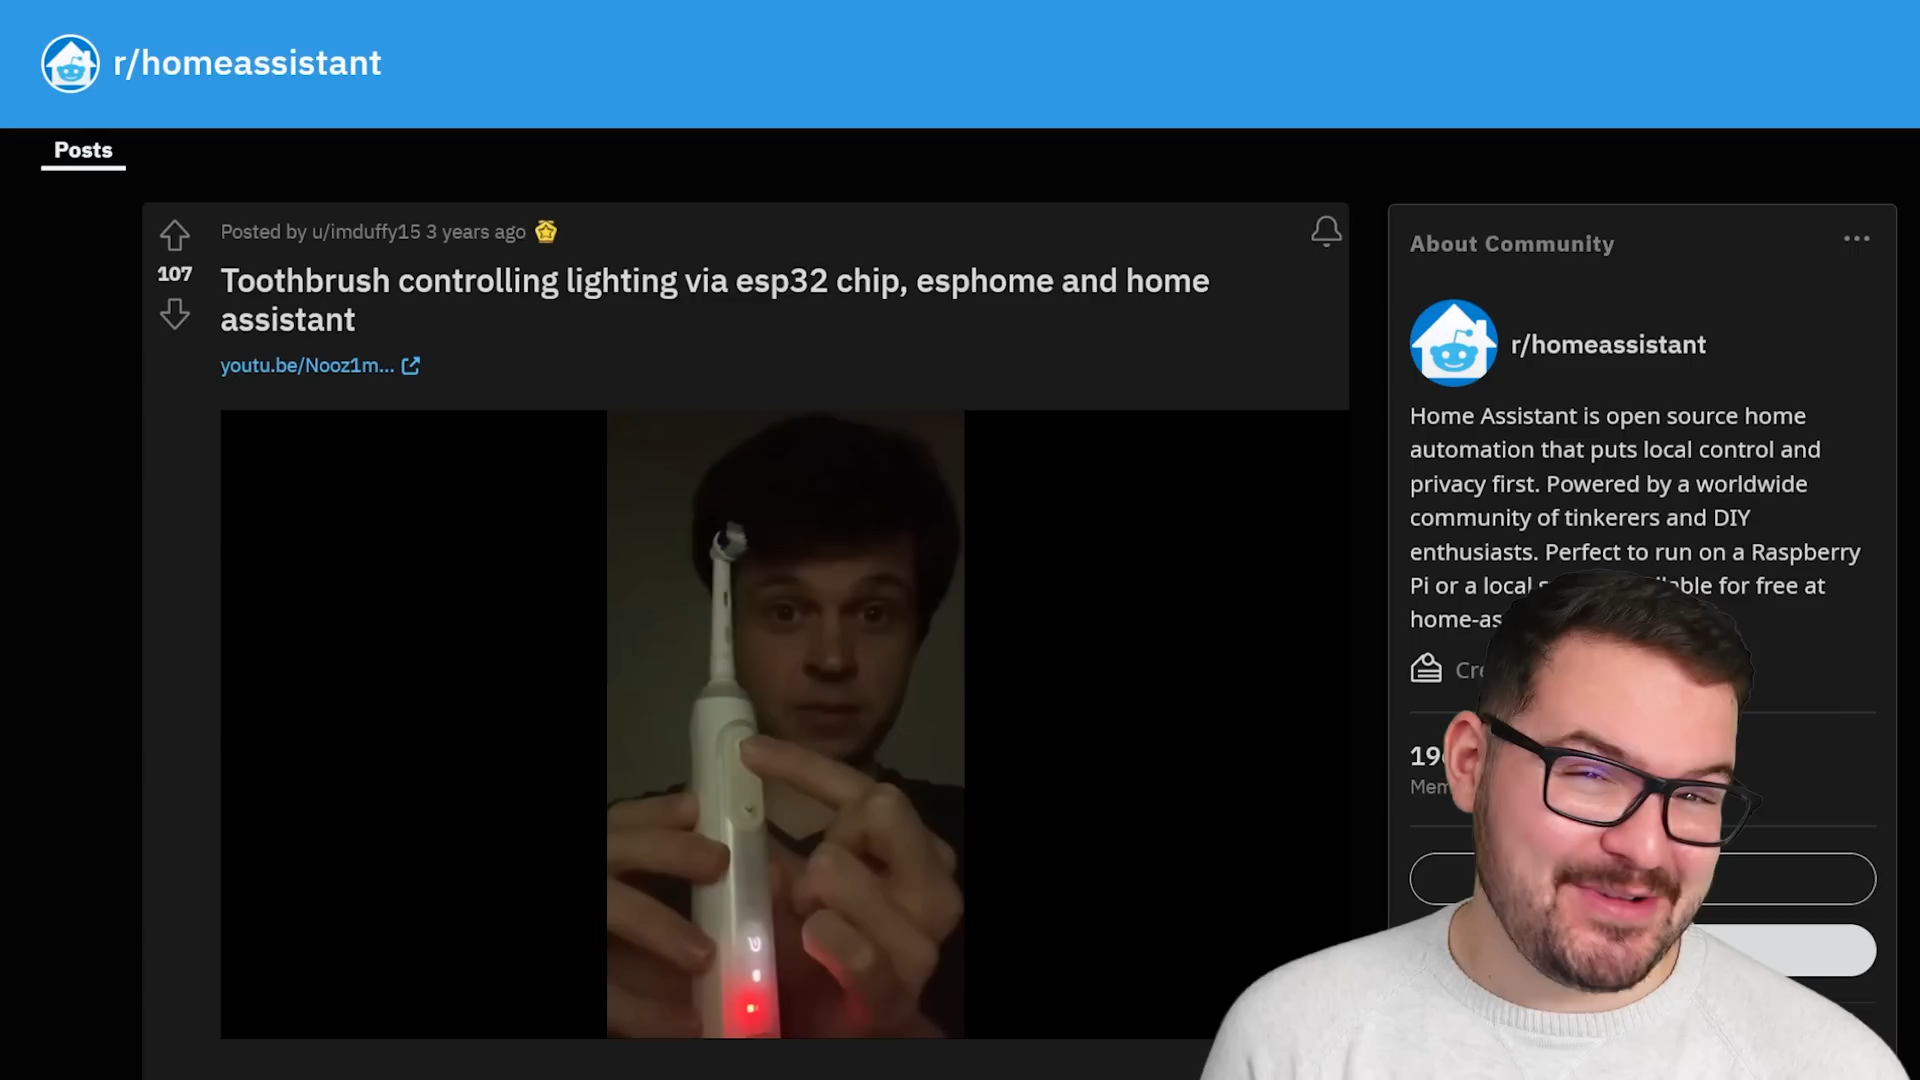 r/homeassistant
Posts
Posted by u/imduffy15 3 years ago
107
Toothbrush controlling lighting via esp32 chip, esphome and home
assistant
youtu.be/Nooz1m...
About Community
r/homeassistant
Home Assistant is open source home
automation that puts local control and
privacy first. Powered by a worldwide
community of tinkerers and DIY
enthusiasts. Perfect to run on a Raspberry
Pi or a local for free at